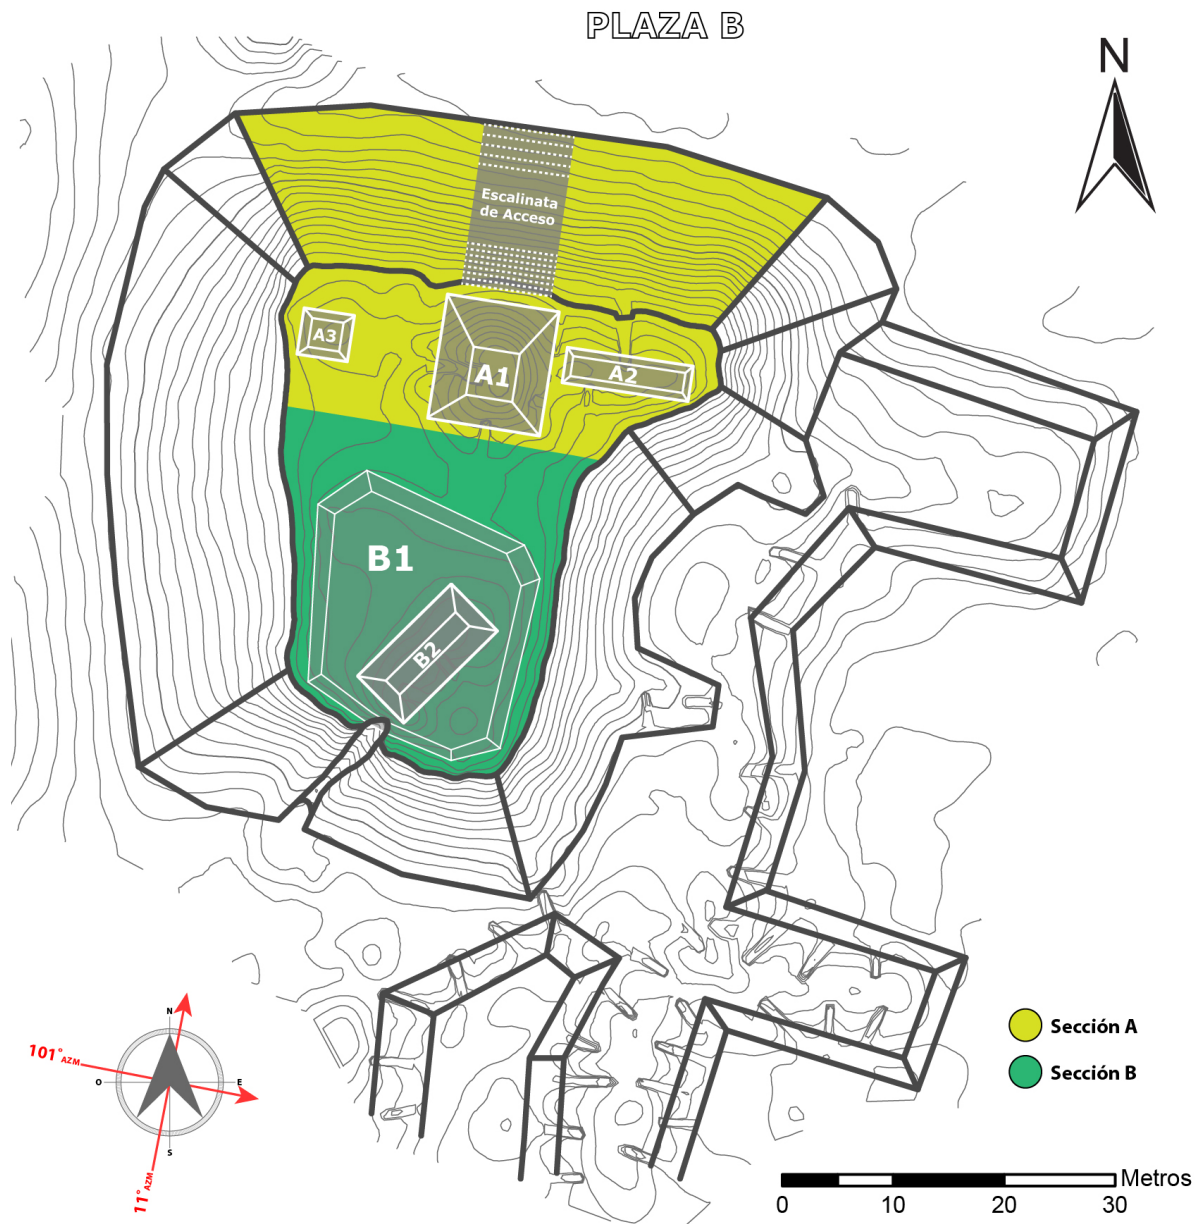 PLAZA B
N
Escalinata
de Acceso
A3
A1
A2
B1
B2
N
101°AZM
O
E
S
11°AZM
Sección A
Sección B
Metros
0 10 20 30